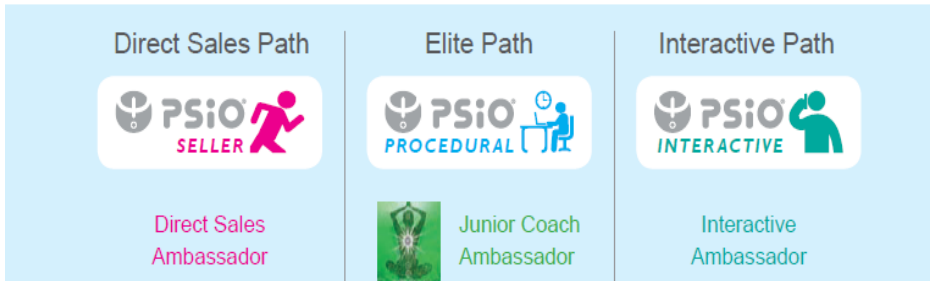 Direct Sales Path
PSiO®
SELLER
Direct Sales
Ambassador
Elite Path
PSiO®
PROCEDURAL
Junior Coach
Ambassador
Interactive Path
PSiO®
INTERACTIVE
Interactive
Ambassador